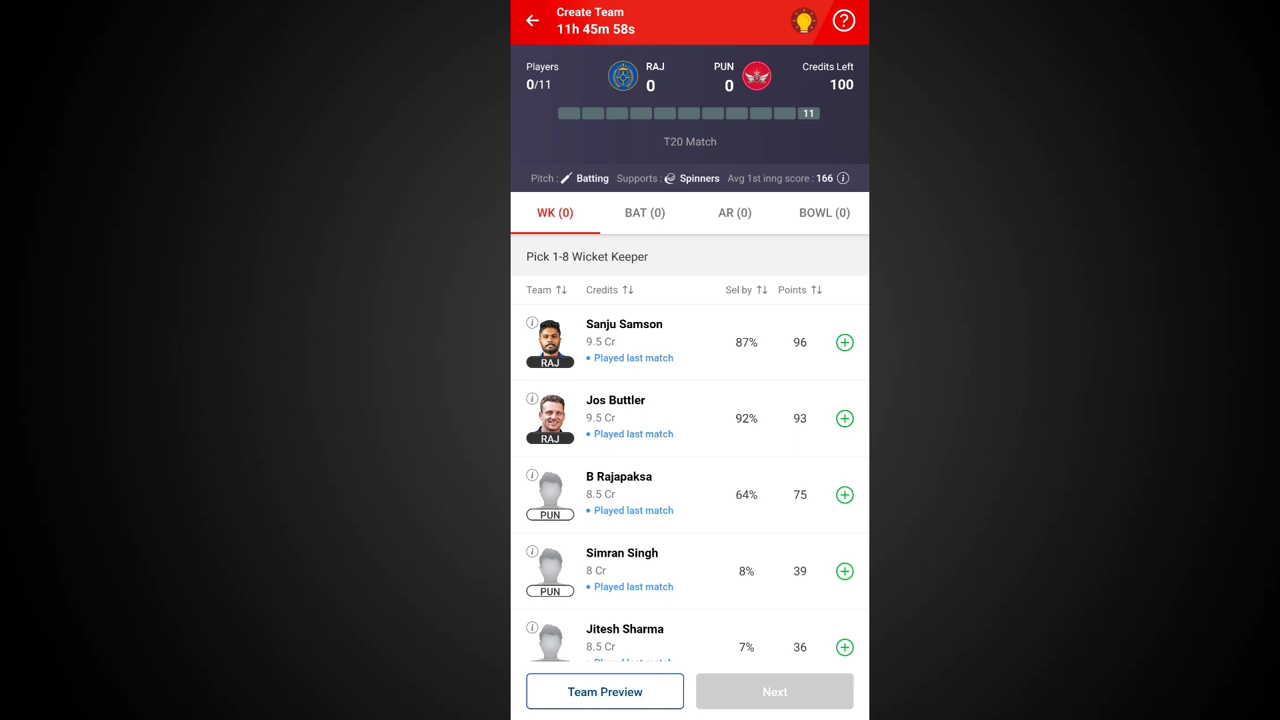 Create Team
11h 45m 58s
Players RAJ PUN Credits Left
0/11 0 0 100
11
T20 Match
Pitch : Batting Supports : Spinners Avg 1st inng score : 166
WK (0) BAT (0) AR (0) BOWL (0)
Pick 1-8 Wicket Keeper
Team Credits Sel by Points
Sanju Samson
9.5 Cr 87% 96
Played last match
RAJ
Jos Buttler
9.5 Cr 92% 93
Played last match
RAJ
B Rajapaksa
8.5 Cr 64% 75
Played last match
PUN
Simran Singh
8 Cr 8% 39
Played last match
PUN
Jitesh Sharma
8.5 Cr 7% 36
Played last match
Team Preview Next